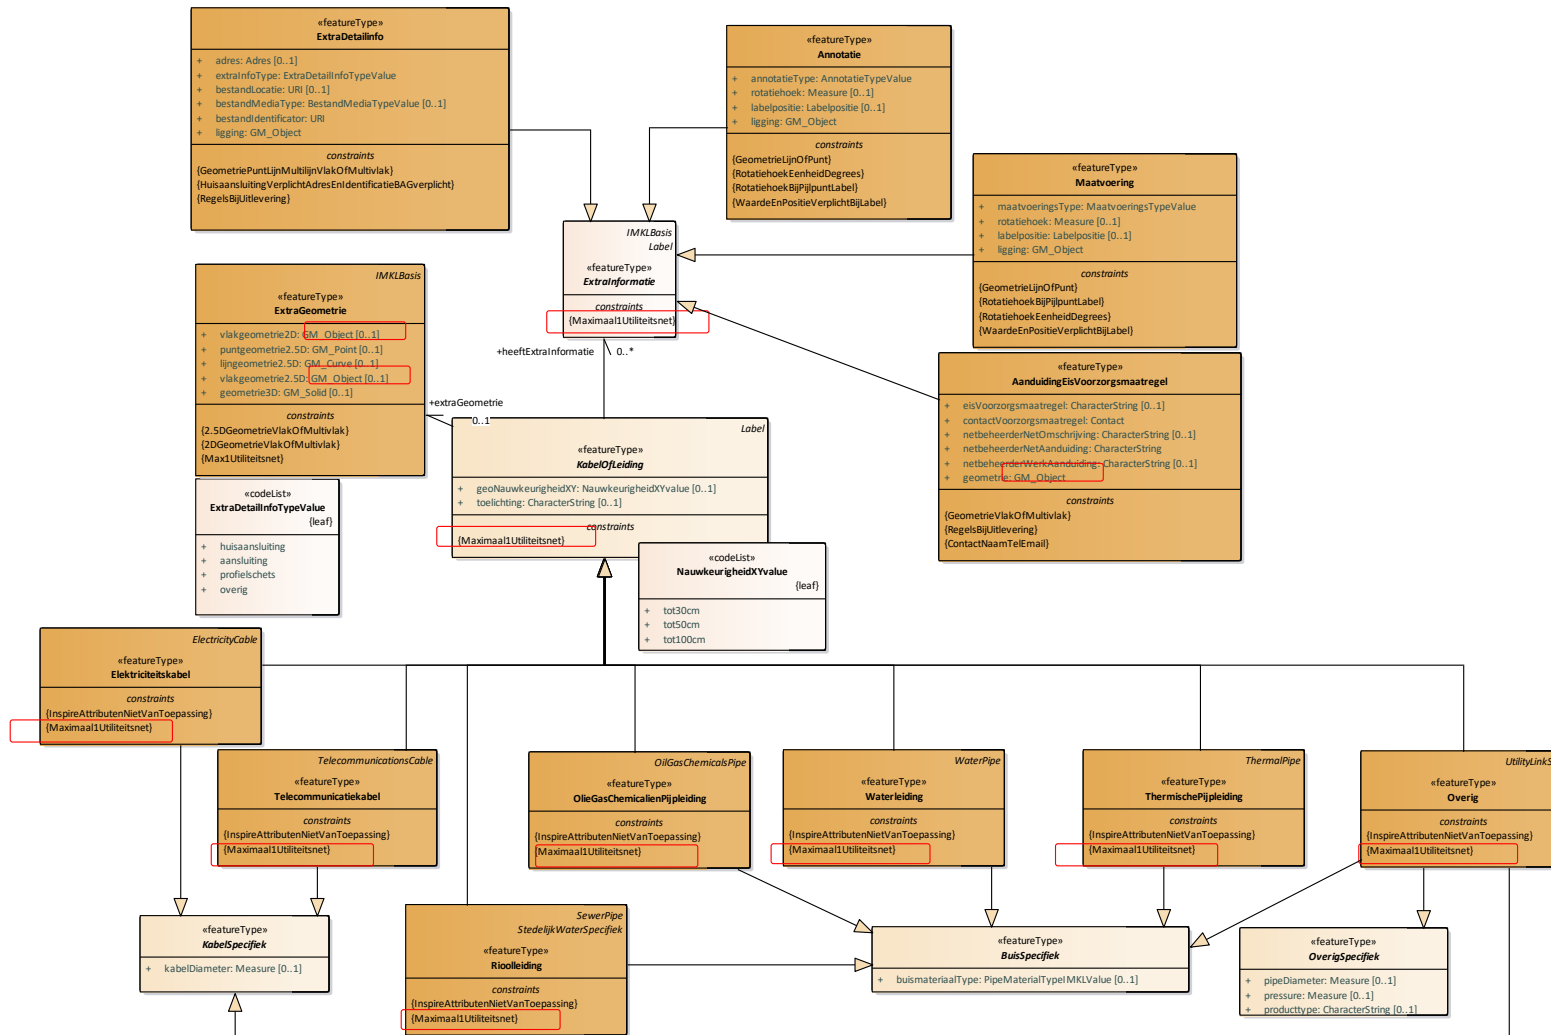 «featureType»
ExtraDetailinfo
+ adres: Adres [0..1]
+ extraInfoType: ExtraDetailInfoTypeValue
+ bestandLocatie: URI [0..1]
+ bestandMediaType: BestandMediaTypeValue [0..1]
+ bestandIdentificator: URI
+ ligging: GM_Object
constraints
{GeometriePuntLijnMultilijnVlakOfMultivlak}
{HuisaansluitingVerplichtAdresEnIdentificatieBAGverplicht}
{RegelsBijUitlevering}
«featureType»
Annotatie
+ annotatieType: AnnotatieTypeValue
+ rotatiehoek: Measure [0..1]
+ labelpositie: Labelpositie [0..1]
+ ligging: GM_Object
constraints
{GeometrieLijnOfPunt}
{RotatiehoekEenheidDegrees}
{RotatiehoekBijPijlpuntLabel}
{WaardeEnPositieVerplichtBijLabel}
«featureType»
Maatvoering
+ maatvoeringsType: MaatvoeringsTypeValue
+ rotatiehoek: Measure [0..1]
+ labelpositie: Labelpositie [0..1]
+ ligging: GM_Object
constraints
{GeometrieLijnOfPunt}
{RotatiehoekBijPijlpuntLabel}
{RotatiehoekEenheidDegrees}
{WaardeEnPositieVerplichtBijLabel}
IMKLBasis
Label
«featureType»
ExtraInformatie
constraints
{Maximaal1Utiliteitsnet}
IMKLBasis
«featureType»
ExtraGeometrie
+ vlakgeometrie2D: GM_Object [0..1]
+ puntgeometrie2.5D: GM_Point [0..1]
+ lijngeometrie2.5D: GM_Curve [0..1]
+ vlakgeometrie2.5D: GM_Object [0..1]
+ geometrie3D: GM_Solid [0..1]
constraints
{2.5DGeometrieVlakOfMultivlak}
{2DGeometrieVlakOfMultivlak}
{Max1Utiliteitsnet}
+heeftExtraInformatie 0..*
+extraGeometrie
0..1
«featureType»
AanduidingEisVoorzorgsmaatregel
+ eisVoorzorgsmaatregel: CharacterString [0..1]
+ contactVoorzorgsmaatregel: Contact
+ netbeheerderNetOmschrijving: CharacterString [0..1]
+ netbeheerderNetAanduiding: CharacterString
+ netbeheerderWerkAanduiding: CharacterString [0..1]
+ geometrie: GM_Object
constraints
{GeometrieVlakOfMultivlak}
{RegelsBijUitlevering}
{ContactNaamTelEmail}
Label
«featureType»
KabelOfLeiding
+ geoNauwkeurigheidXY: NauwkeurigheidXYvalue [0..1]
+ toelichting: CharacterString [0..1]
constraints
{Maximaal1Utiliteitsnet}
«codeList»
ExtraDetailInfoTypeValue
{leaf}
+ huisaansluiting
+ aansluiting
+ profielschets
+ overig
«codeList»
NauwkeurigheidXYvalue
{leaf}
+ tot30cm
+ tot50cm
+ tot100cm
ElectricityCable
«featureType»
Elektriciteitskabel
constraints
{InspireAttributenNietVanToepassing}
{Maximaal1Utiliteitsnet}
TelecommunicationsCable
«featureType»
Telecommunicatiekabel
constraints
{InspireAttributenNietVanToepassing}
{Maximaal1Utiliteitsnet}
OilGasChemicalsPipe
«featureType»
OlieGasChemicalienPijpleiding
constraints
{InspireAttributenNietVanToepassing}
{Maximaal1Utiliteitsnet}
WaterPipe
«featureType»
Waterleiding
constraints
{InspireAttributenNietVanToepassing}
{Maximaal1Utiliteitsnet}
ThermalPipe
«featureType»
ThermischePijpleiding
constraints
{InspireAttributenNietVanToepassing}
{Maximaal1Utiliteitsnet}
UtilityLinkS
«featureType»
Overig
constraints
{InspireAttributenNietVanToepassing}
{Maximaal1Utiliteitsnet}
«featureType»
KabelSpecifiek
+ kabelDiameter: Measure [0..1]
SewerPipe
StedelijkWaterSpecifiek
«featureType»
Rioolleiding
constraints
{InspireAttributenNietVanToepassing}
{Maximaal1Utiliteitsnet}
«featureType»
BuisSpecifiek
+ buismateriaalType: PipeMaterialTypeIMKLValue [0..1]
«featureType»
OverigSpecifiek
+ pipeDiameter: Measure [0..1]
+ pressure: Measure [0..1]
+ producttype: CharacterString [0..1]